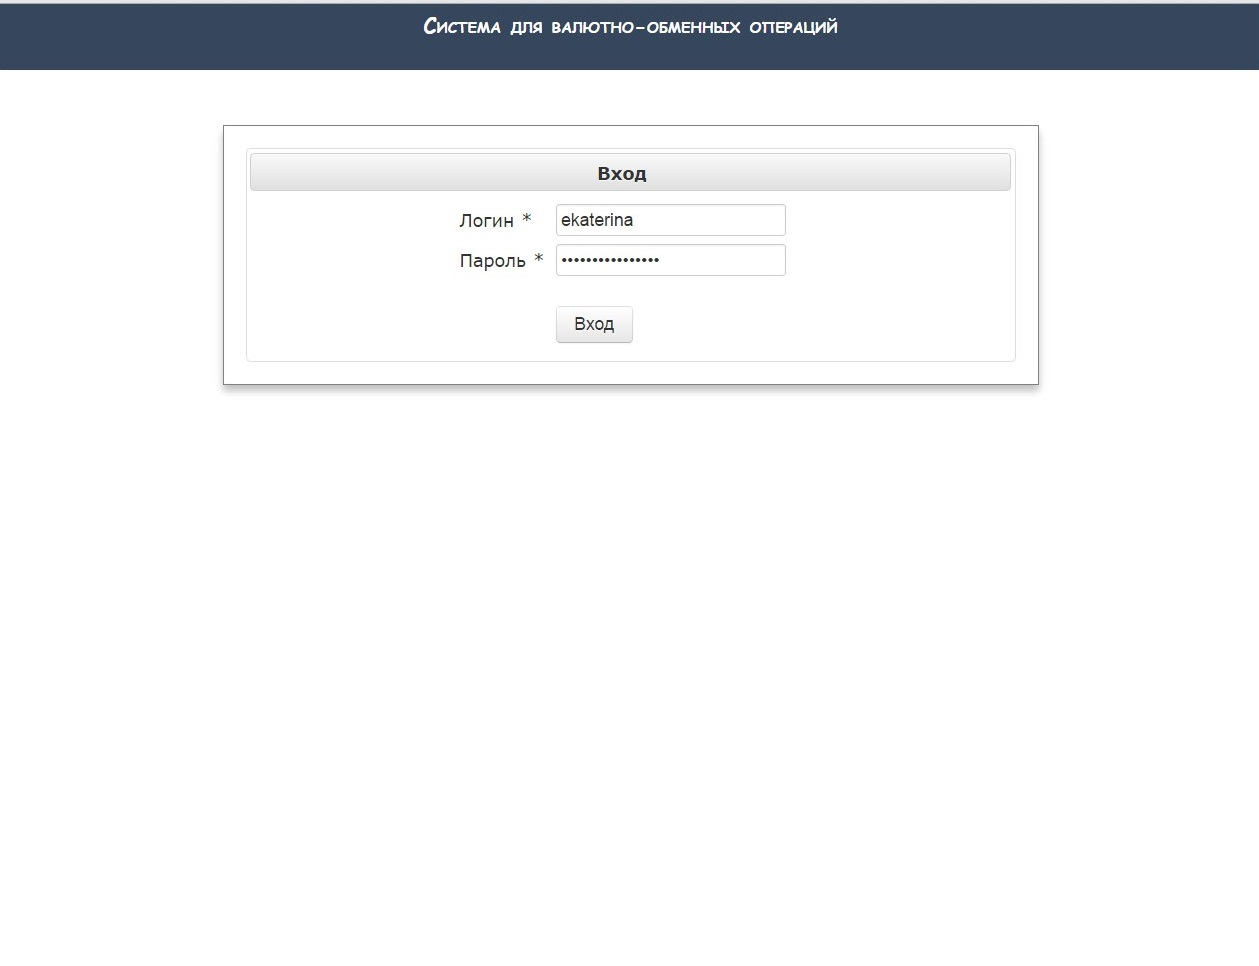 Система для валютно-обменных операций
Вход
Логин * ekaterina
Пароль * ••••••••••••••••
Вход